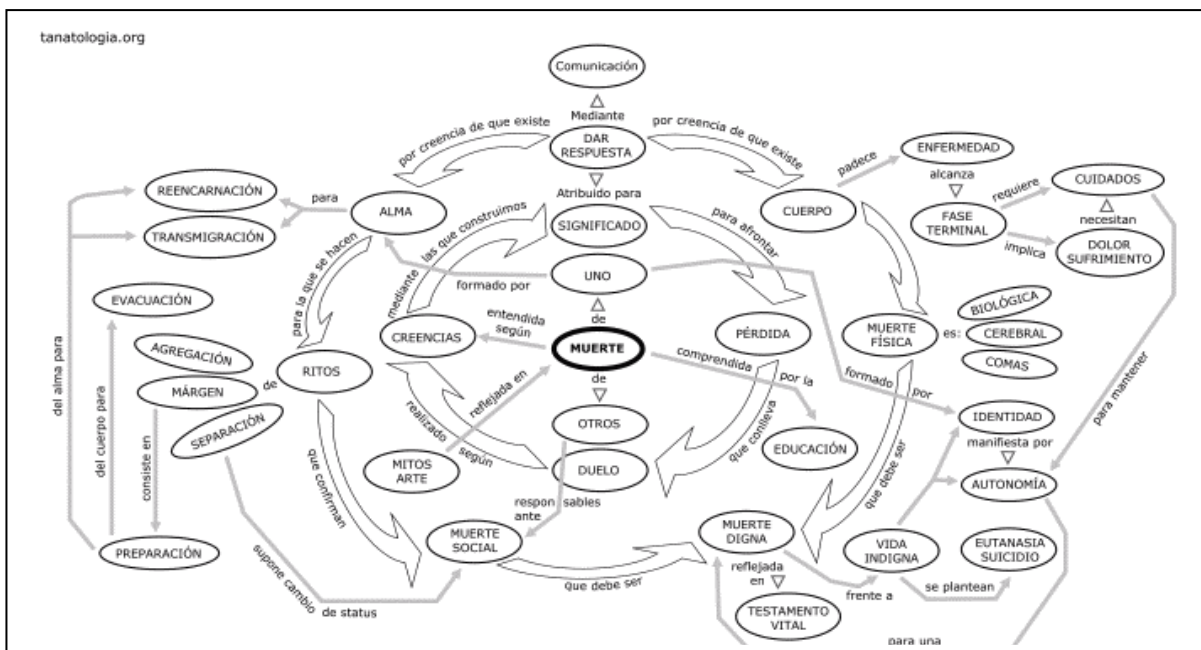 tanatologia.org
Comunicación
Mediante
DAR
RESPUESTA
por creencia de que existe
por creencia de que existe
Atribuido para
SIGNIFICADO
ALMA
para
REENCARNACIÓN
TRANSMIGRACIÓN
CUERPO
padece
ENFERMEDAD
alcanza
FASE
TERMINAL
requiere
CUIDADOS
necesitan
implica
DOLOR
SUFRIMIENTO
para la que se hacen
mediante las que construimos
para afrontar
UNO
formado por
de
MUERTE
entendida
según
CREENCIAS
PÉRDIDA
MUERTE
FÍSICA
es:
BIOLÓGICA
CEREBRAL
COMAS
EVACUACIÓN
AGREGACIÓN
MÁRGEN
SEPARACIÓN
de
RITOS
de
OTROS
DUELO
comprendida por la
EDUCACIÓN
formado por
IDENTIDAD
manifiesta por
AUTONOMÍA
para mantener
del alma para
del cuerpo para
consiste en
PREPARACIÓN
que confirman
realizado según
reflejada en
MITOS
ARTE
que conlleva
que debe ser
responsables
ante
MUERTE
SOCIAL
supone cambio de status
que debe ser
MUERTE
DIGNA
reflejada
en
TESTAMENTO
VITAL
frente a
VIDA
INDIGNA
se plantean
EUTANASIA
SUICIDIO
para una